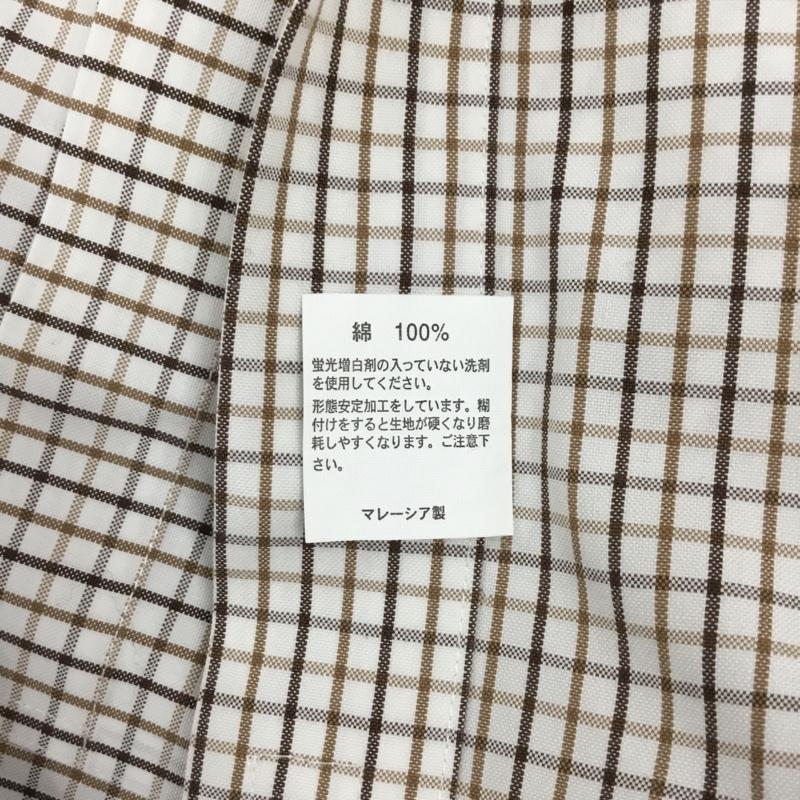 綿 100%
蛍光増白剤の入っていない洗剤
を使用してください。
形態安定加工をしています。糊
付けをすると生地が硬くなり磨
耗しやすくなります。ご注意下
さい。
マレーシア製